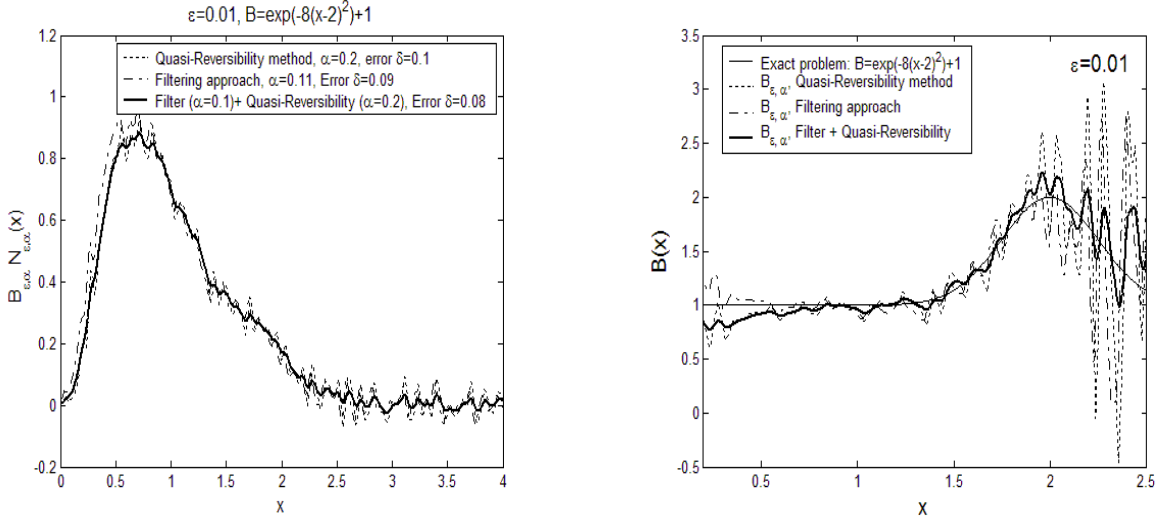 ε=0.01, B=exp(-8(x-2)²)+1
Quasi-Reversibility method, α=0.2, error δ=0.1
Filtering approach, α=0.11, Error δ=0.09
Filter (α=0.1)+ Quasi-Reversibility (α=0.2), Error δ=0.08
1.2
1
0.8
0.6
0.4
0.2
0
-0.2
B_ε,α N_ε,α(x)
0 0.5 1 1.5 2 2.5 3 3.5 4
x
Exact problem: B=exp(-8(x-2)²)+1
B_ε, α, Quasi-Reversibility method
B_ε, α, Filtering approach
B_ε, α, Filter + Quasi-Reversibility
ε=0.01
3.5
3
2.5
2
1.5
1
0.5
0
-0.5
B(x)
0.5 1 1.5 2 2.5
x